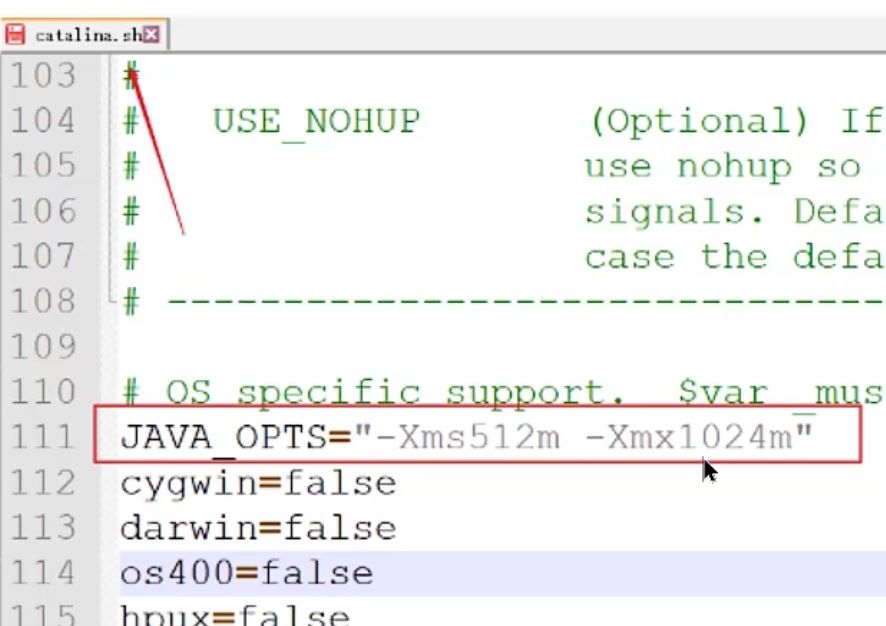 catalina.sh
103 #
104 # USE_NOHUP (Optional) If
105 # use nohup so
106 # signals. Defa
107 # case the defa
108 # -------------------------------
109
110 # OS specific support. $var _mus
111 JAVA_OPTS="-Xms512m -Xmx1024m"
112 cygwin=false
113 darwin=false
114 os400=false
115 hpux=false